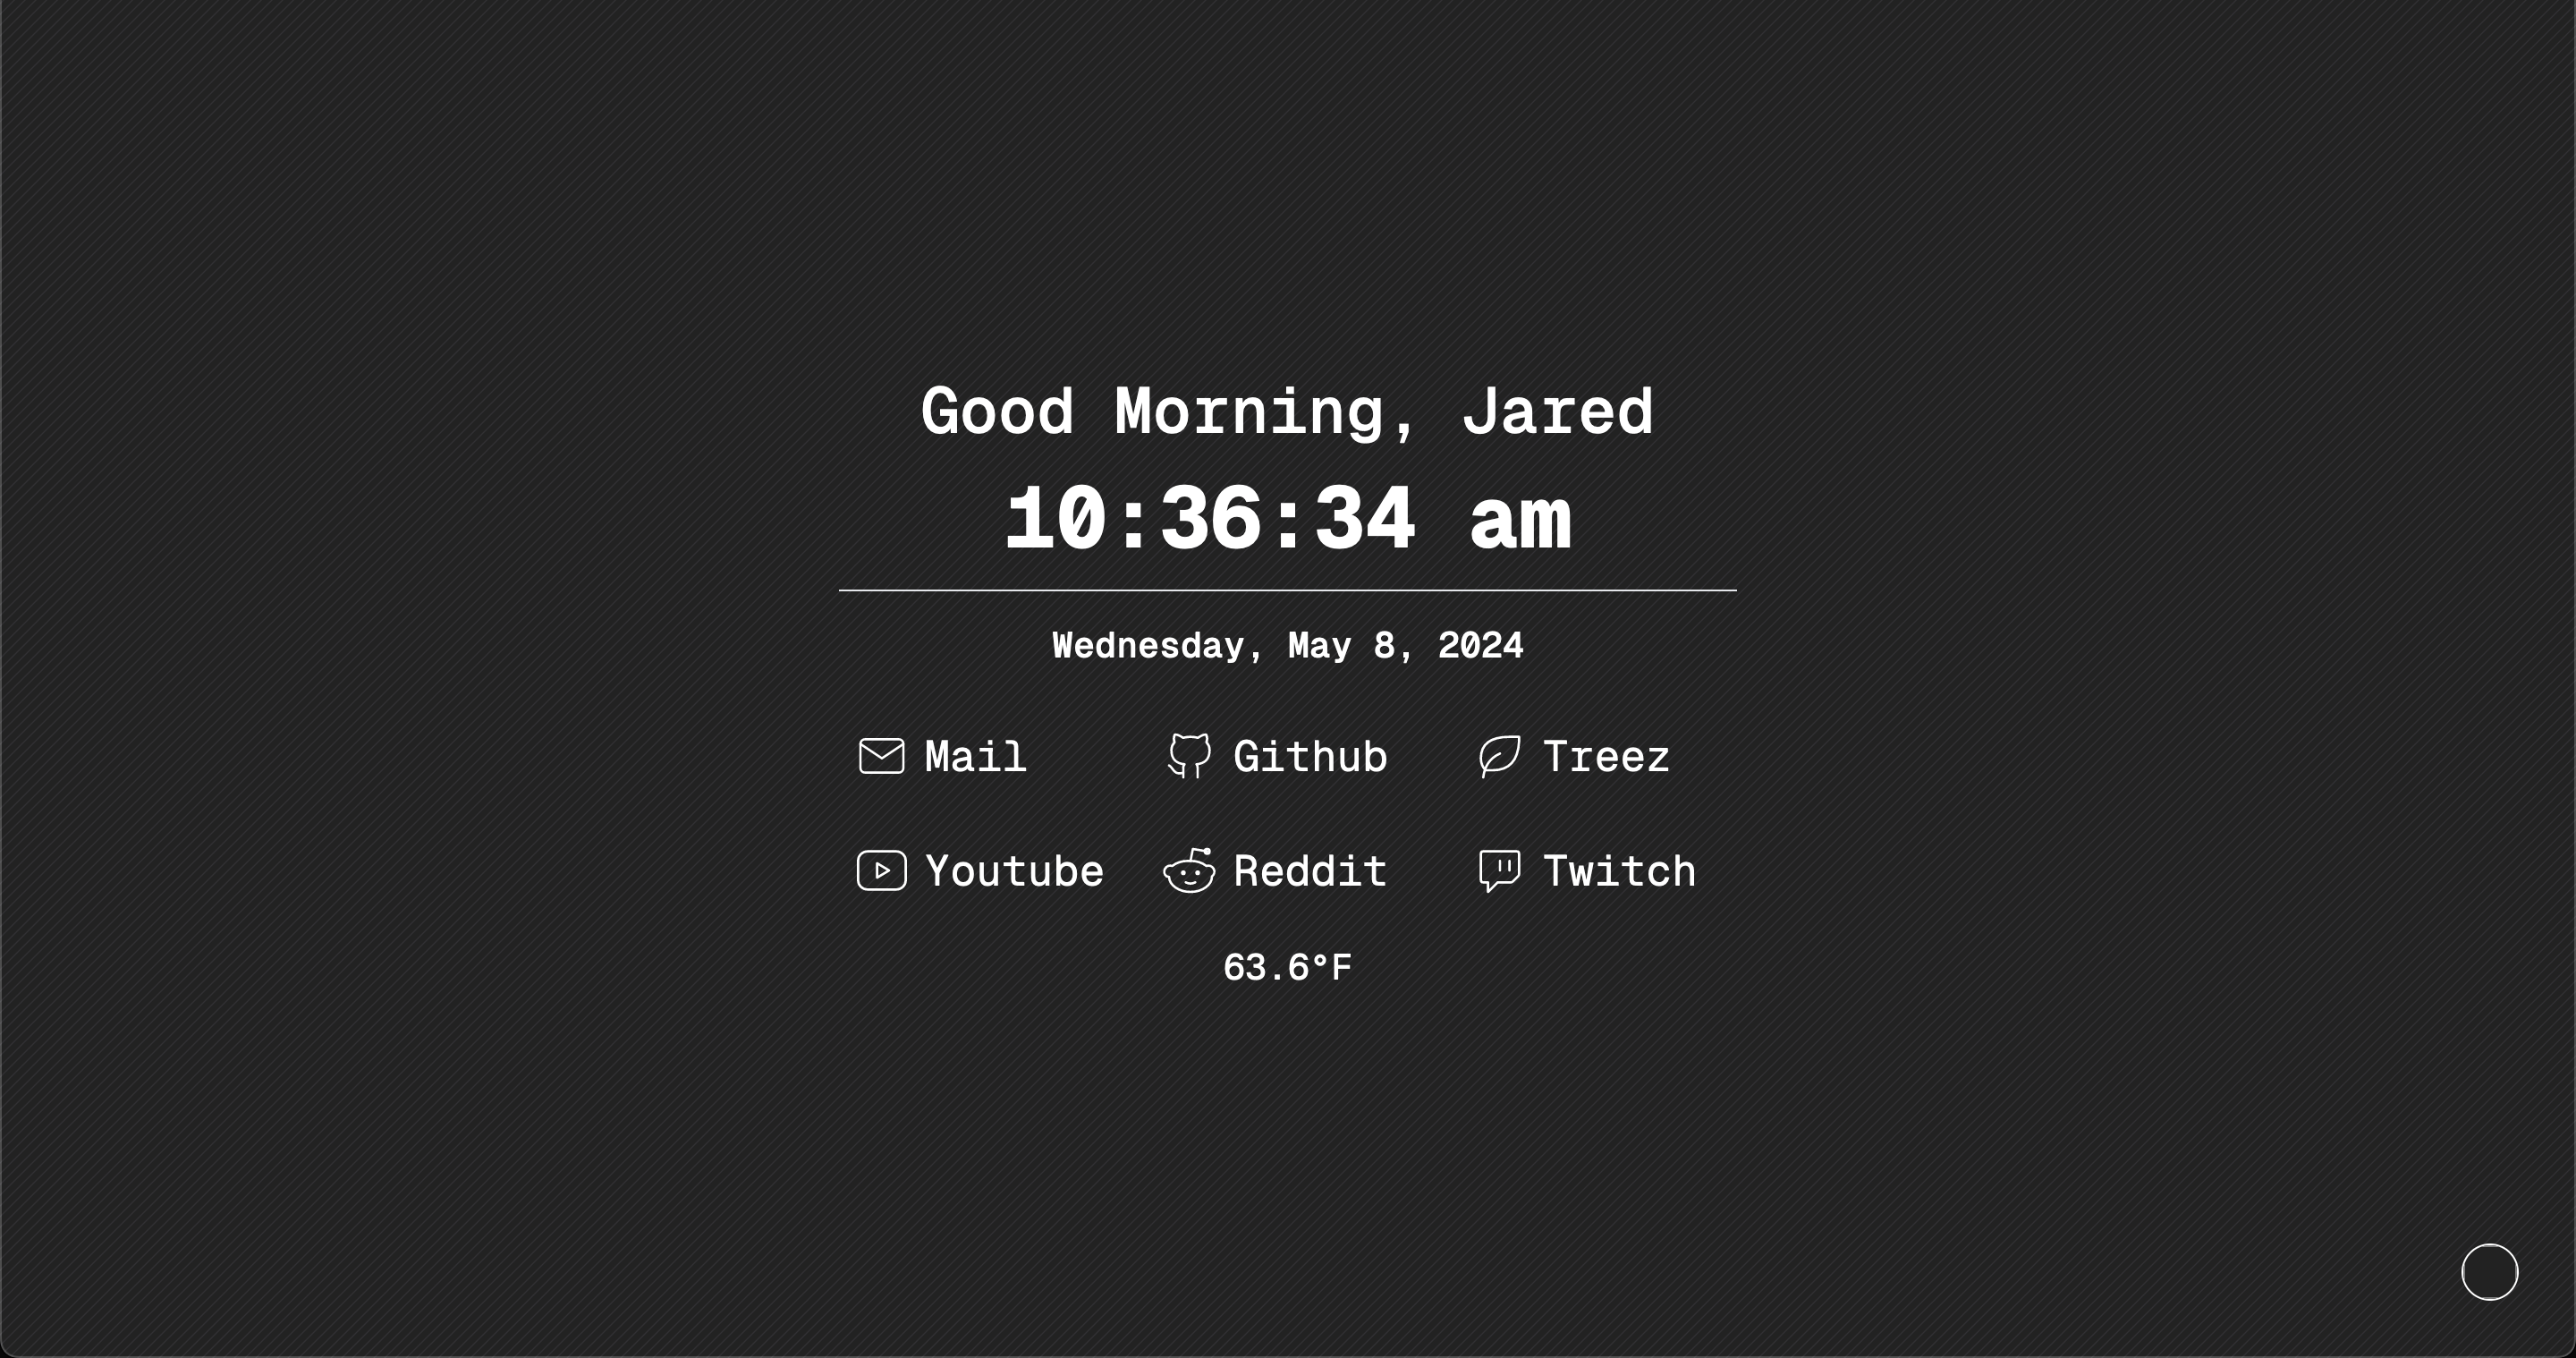 Good Morning, Jared
10:36:34 am
Wednesday, May 8, 2024
Mail Github Treez
Youtube Reddit Twitch
63.6°F